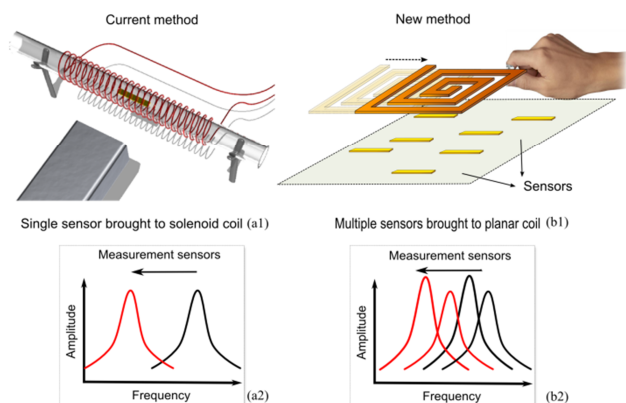 Current method
New method
Sensors
Single sensor brought to solenoid coil (a1)
Multiple sensors brought to planar coil (b1)
Measurement sensors
Amplitude
Frequency
(a2)
Measurement sensors
Amplitude
Frequency
(b2)